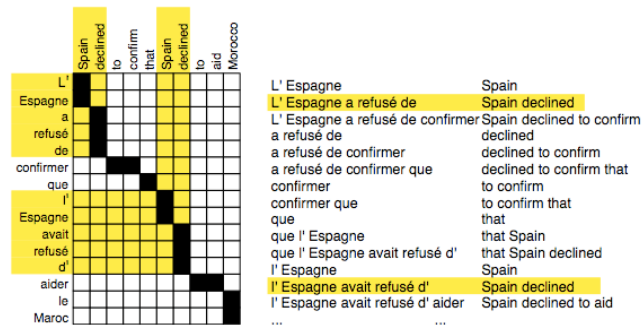 Spain
declined
to
confirm
that
Spain
declined
to
aid
Morocco
L'
Espagne
a
refusé
de
confirmer
que
l'
Espagne
avait
refusé
d'
aider
le
Maroc
L' Espagne Spain
L' Espagne a refusé de Spain declined
L' Espagne a refusé de confirmer Spain declined to confirm
a refusé de declined
a refusé de confirmer declined to confirm
a refusé de confirmer que declined to confirm that
confirmer to confirm
confirmer que to confirm that
que that
que l' Espagne that Spain
que l' Espagne avait refusé d' that Spain declined
l' Espagne Spain
l' Espagne avait refusé d' Spain declined
l' Espagne avait refusé d' aider Spain declined to aid
... ...